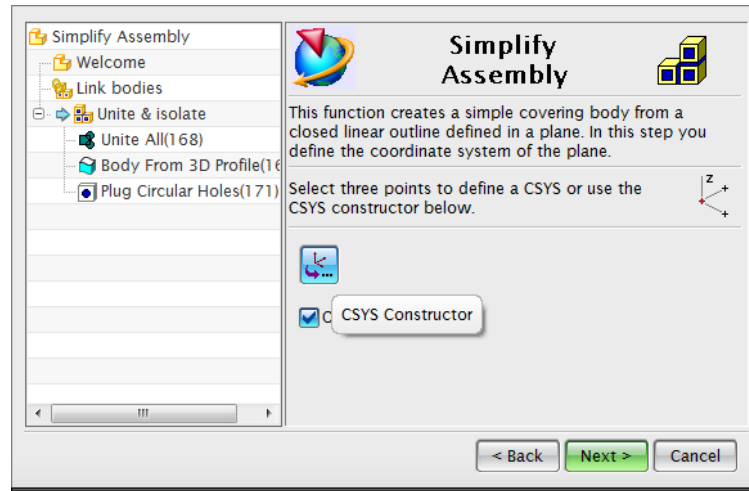 Simplify Assembly
Welcome
Link bodies
Unite & isolate
Unite All(168)
Body From 3D Profile(16
Plug Circular Holes(171)
Simplify
Assembly
This function creates a simple covering body from a
closed linear outline defined in a plane. In this step you
define the coordinate system of the plane.
Select three points to define a CSYS or use the
CSYS constructor below.
z
CSYS Constructor
< Back
Next >
Cancel